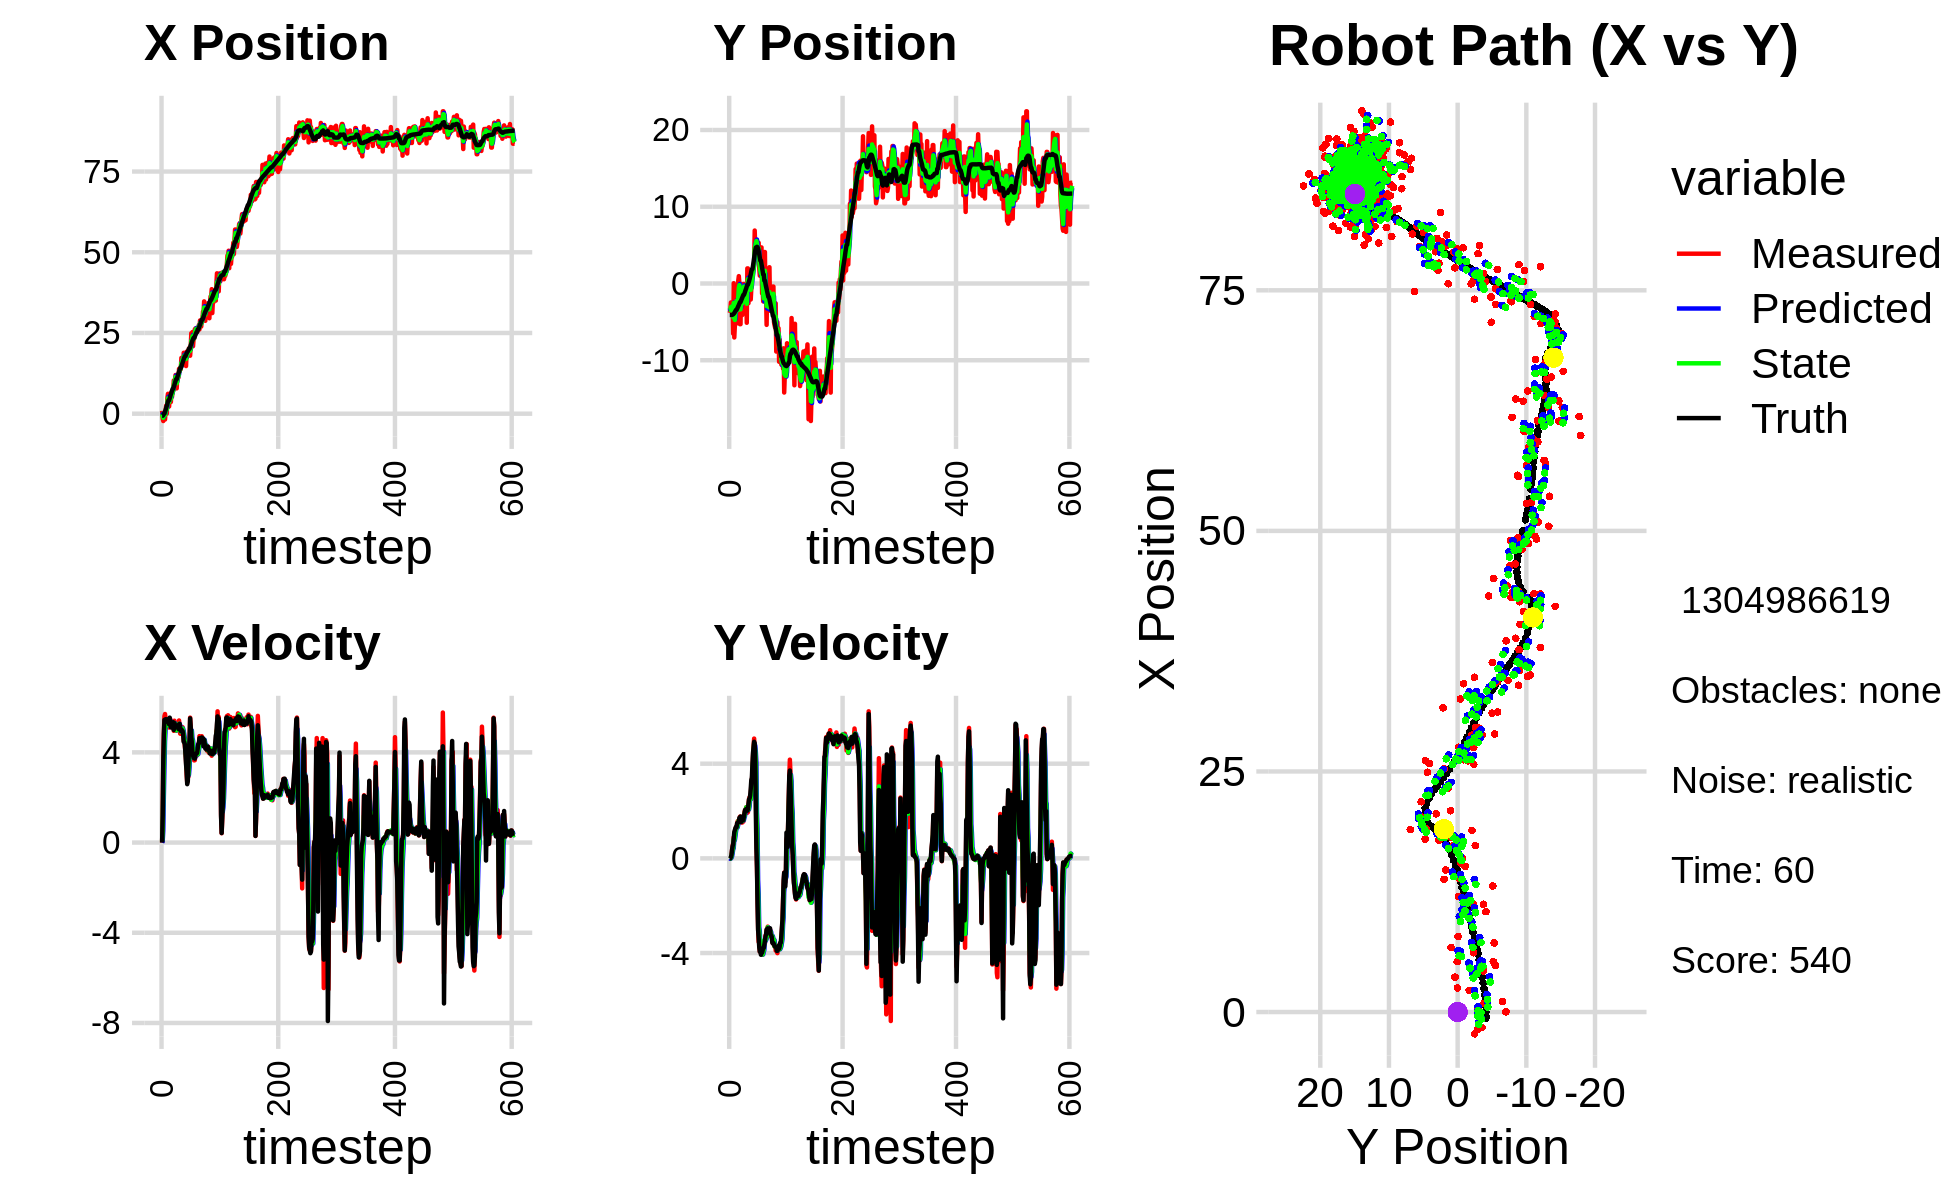 X Position
75
50
25
0
0
200
400
600
timestep
Y Position
20
10
0
-10
0
200
400
600
timestep
X Velocity
4
0
-4
-8
0
200
400
600
timestep
Y Velocity
4
0
-4
0
200
400
600
timestep
Robot Path (X vs Y)
X Position
75
50
25
0
20 10 0 -10 -20
Y Position
variable
Measured
Predicted
State
Truth
1304986619
Obstacles: none
Noise: realistic
Time: 60
Score: 540